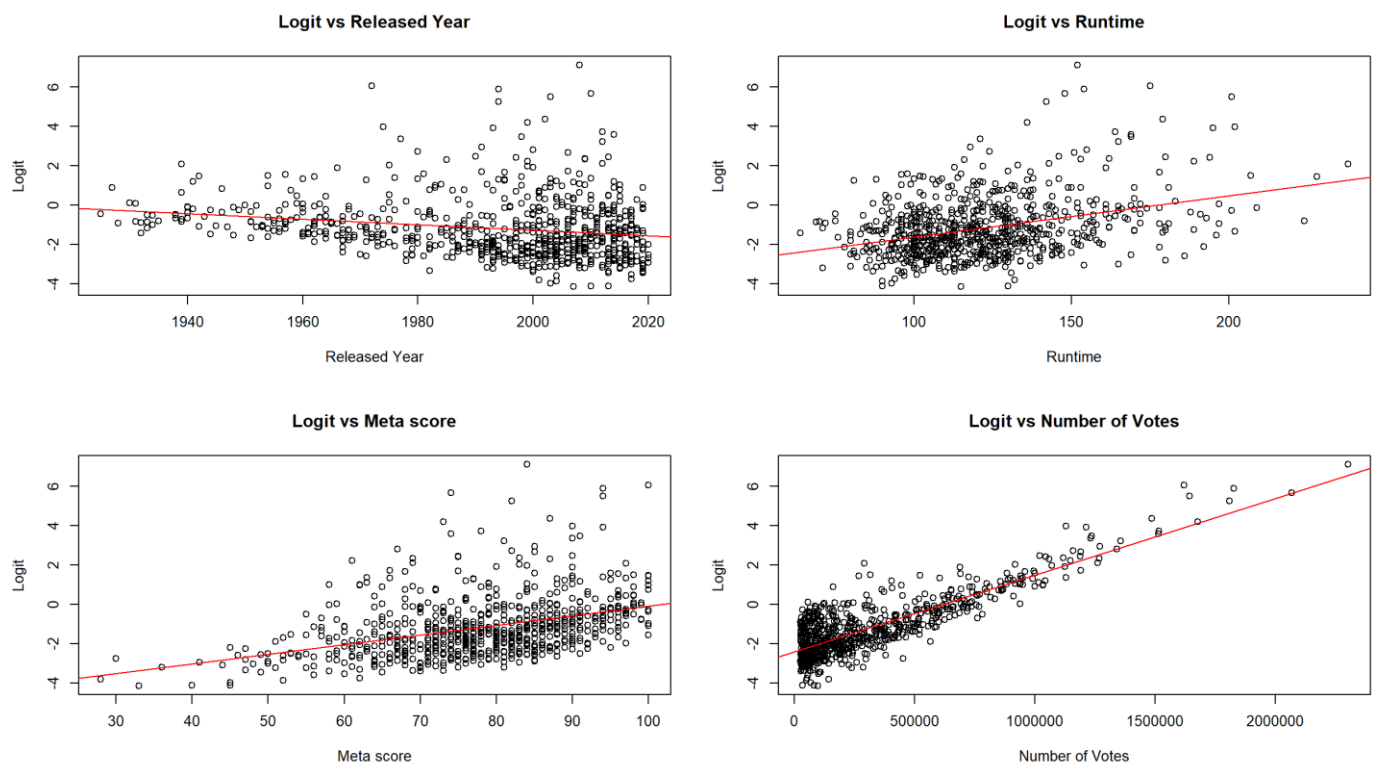 Logit vs Released Year
Logit
6
4
2
0
-2
-4
1940 1960 1980 2000 2020
Released Year
Logit vs Runtime
Logit
6
4
2
0
-2
-4
100 150 200
Runtime
Logit vs Meta score
Logit
6
4
2
0
-2
-4
30 40 50 60 70 80 90 100
Meta score
Logit vs Number of Votes
Logit
6
4
2
0
-2
-4
0 500000 1000000 1500000 2000000
Number of Votes